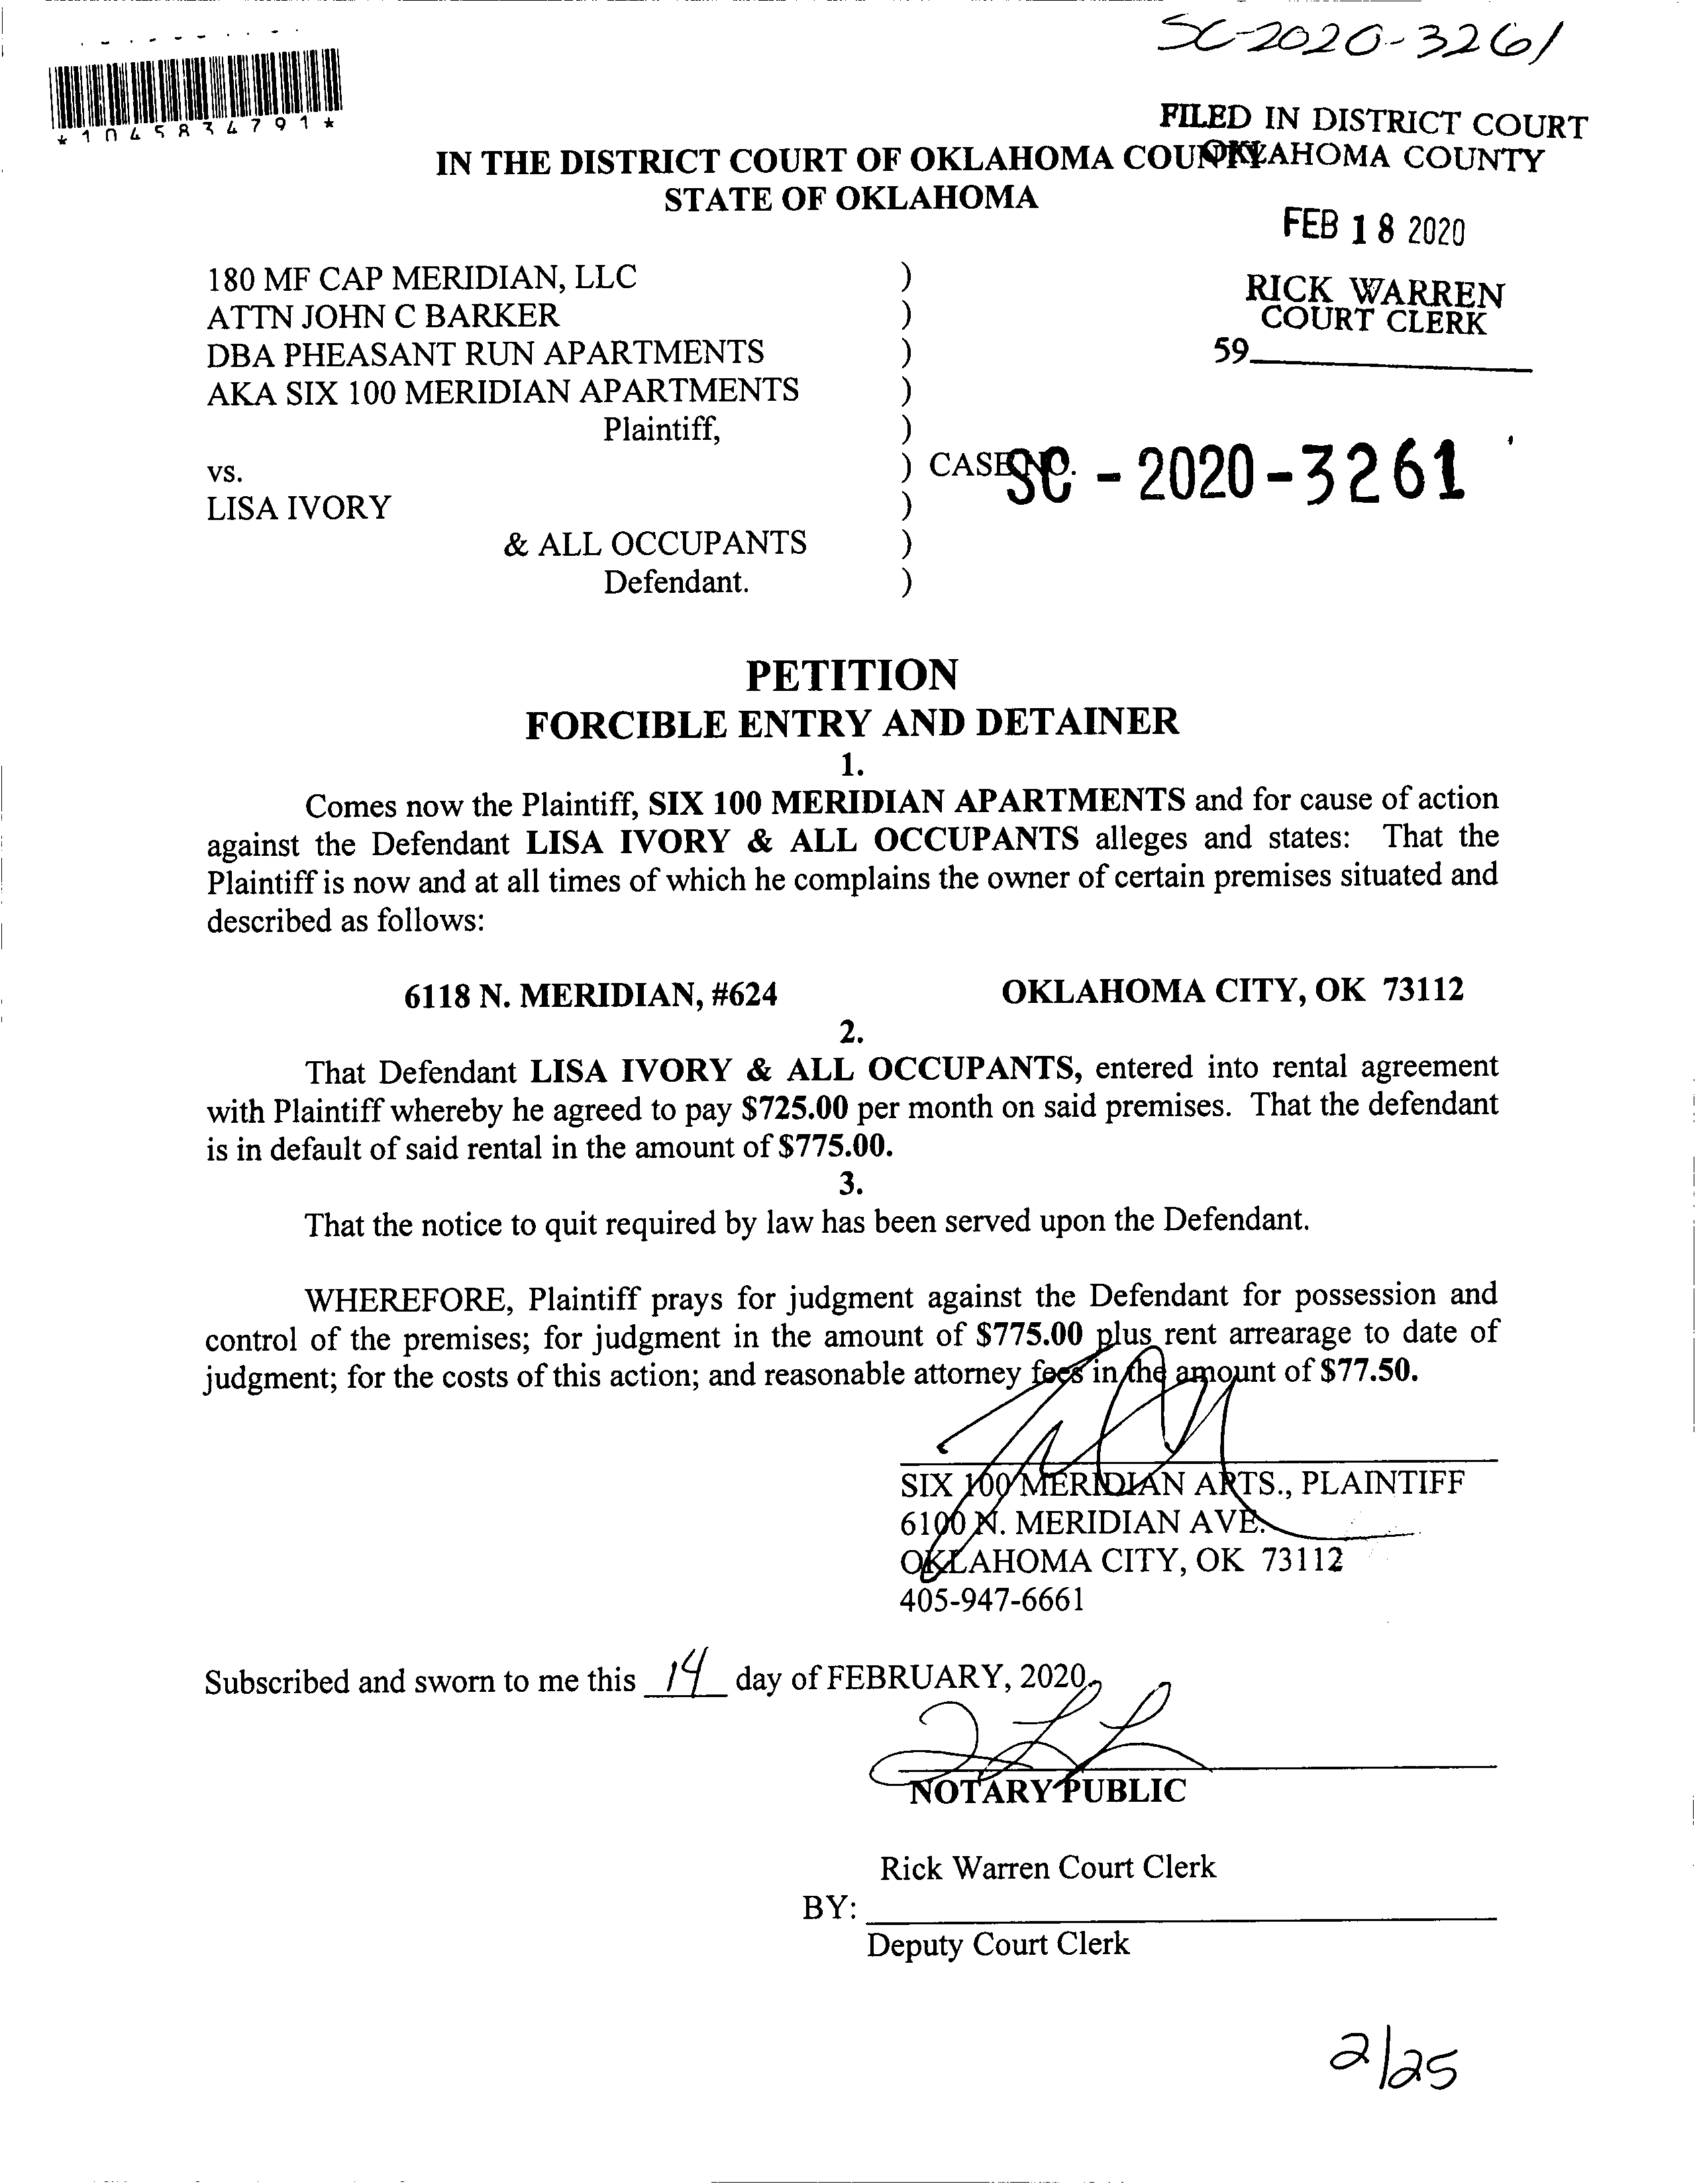 SC-2020-3261
*1045834791*
FILED IN DISTRICT COURT
OKLAHOMA COUNTY
IN THE DISTRICT COURT OF OKLAHOMA COUNTY
STATE OF OKLAHOMA
FEB 18 2020
RICK WARREN
COURT CLERK
59
180 MF CAP MERIDIAN, LLC )
ATTN JOHN C BARKER )
DBA PHEASANT RUN APARTMENTS )
AKA SIX 100 MERIDIAN APARTMENTS )
Plaintiff, )
vs. ) CASE NO. SC - 2020 - 3261
LISA IVORY )
& ALL OCCUPANTS )
Defendant. )
PETITION
FORCIBLE ENTRY AND DETAINER
1.
Comes now the Plaintiff, SIX 100 MERIDIAN APARTMENTS and for cause of action
against the Defendant LISA IVORY & ALL OCCUPANTS alleges and states: That the
Plaintiff is now and at all times of which he complains the owner of certain premises situated and
described as follows:
6118 N. MERIDIAN, #624 OKLAHOMA CITY, OK 73112
2.
That Defendant LISA IVORY & ALL OCCUPANTS, entered into rental agreement
with Plaintiff whereby he agreed to pay $725.00 per month on said premises. That the defendant
is in default of said rental in the amount of $775.00.
3.
That the notice to quit required by law has been served upon the Defendant.
WHEREFORE, Plaintiff prays for judgment against the Defendant for possession and
control of the premises; for judgment in the amount of $775.00 plus rent arrearage to date of
judgment; for the costs of this action; and reasonable attorney fees in the amount of $77.50.
SIX 100 MERIDIAN APTS., PLAINTIFF
6100 N. MERIDIAN AVE.
OKLAHOMA CITY, OK 73112
405-947-6661
Subscribed and sworn to me this 14 day of FEBRUARY, 2020.
NOTARY PUBLIC
Rick Warren Court Clerk
BY:
Deputy Court Clerk
2/25